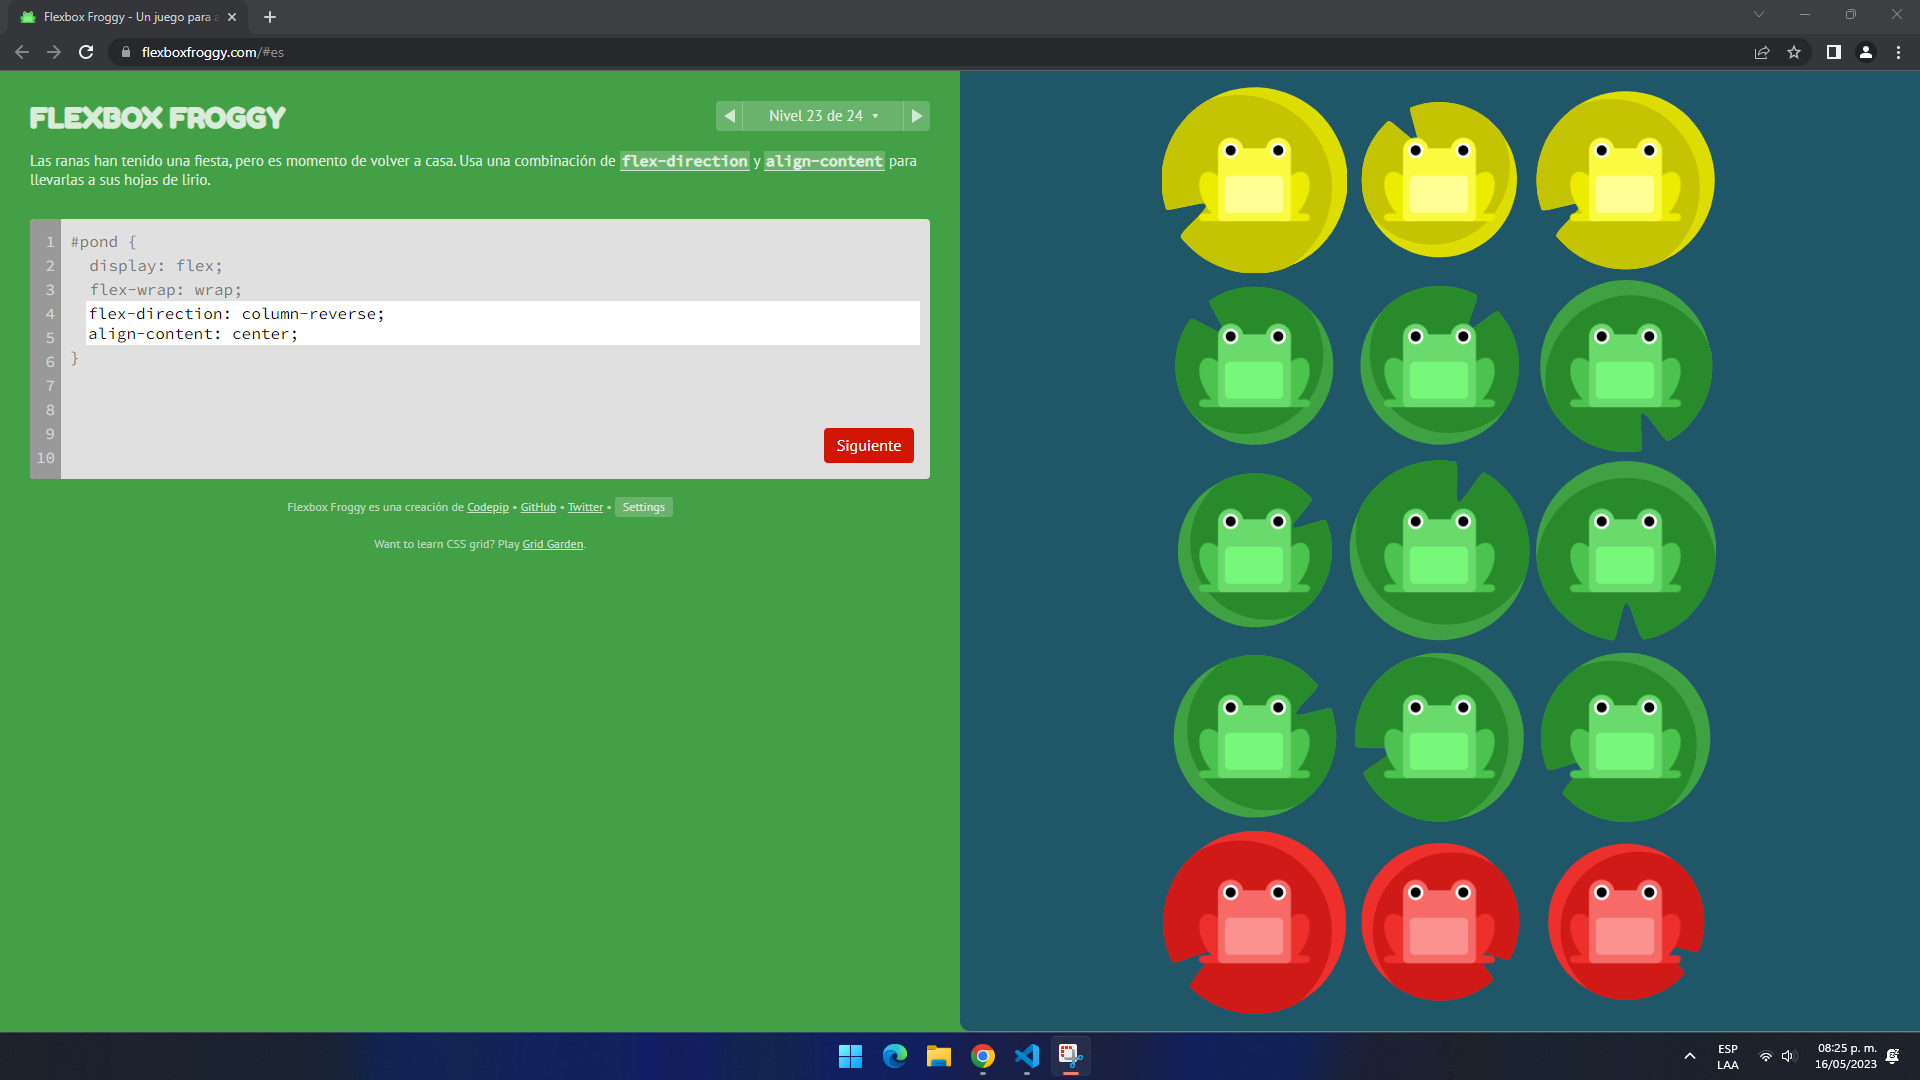 Flexbox Froggy - Un juego para a
flexboxfroggy.com/#es
FLEXBOX FROGGY
Nivel 23 de 24
Las ranas han tenido una fiesta, pero es momento de volver a casa. Usa una combinación de flex-direction y align-content para
llevarlas a sus hojas de lirio.
1 #pond {
2 display: flex;
3 flex-wrap: wrap;
4 flex-direction: column-reverse;
5 align-content: center;
6 }
7
8
9
10
Siguiente
Flexbox Froggy es una creación de Codepip • GitHub • Twitter • Settings
Want to learn CSS grid? Play Grid Garden.
ESP
LAA
08:25 p. m.
16/05/2023